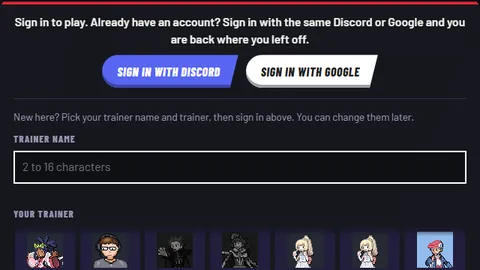 Sign in to play. Already have an account? Sign in with the same Discord or Google and you
are back where you left off.
SIGN IN WITH DISCORD
SIGN IN WITH GOOGLE
New here? Pick your trainer name and trainer, then sign in above. You can change them later.
TRAINER NAME
2 to 16 characters
YOUR TRAINER